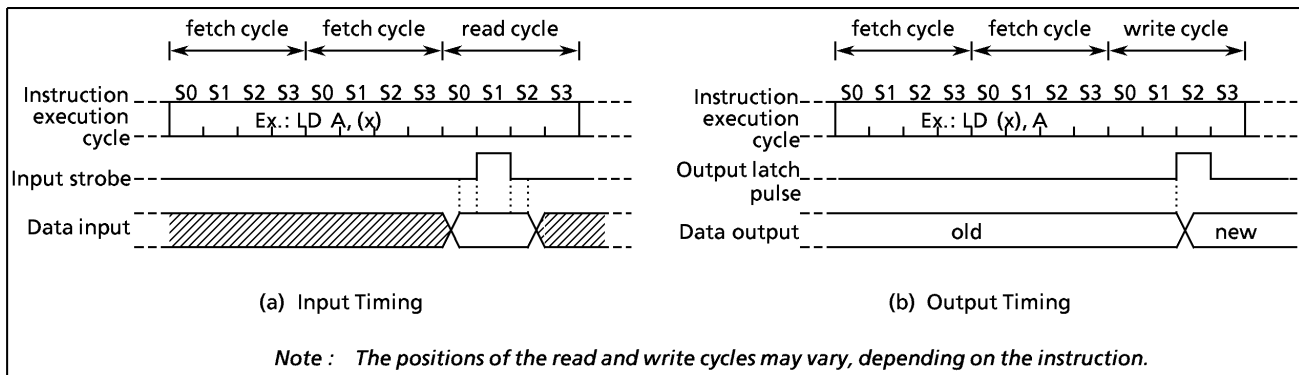 fetch cycle fetch cycle read cycle
S0 S1 S2 S3 S0 S1 S2 S3 S0 S1 S2 S3
Instruction
execution
cycle
Ex.: LD A, (x)
Input strobe
Data input
(a) Input Timing
fetch cycle fetch cycle write cycle
S0 S1 S2 S3 S0 S1 S2 S3 S0 S1 S2 S3
Instruction
execution
cycle
Ex.: LD (x), A
Output latch
pulse
Data output
old
new
(b) Output Timing
Note : The positions of the read and write cycles may vary, depending on the instruction.